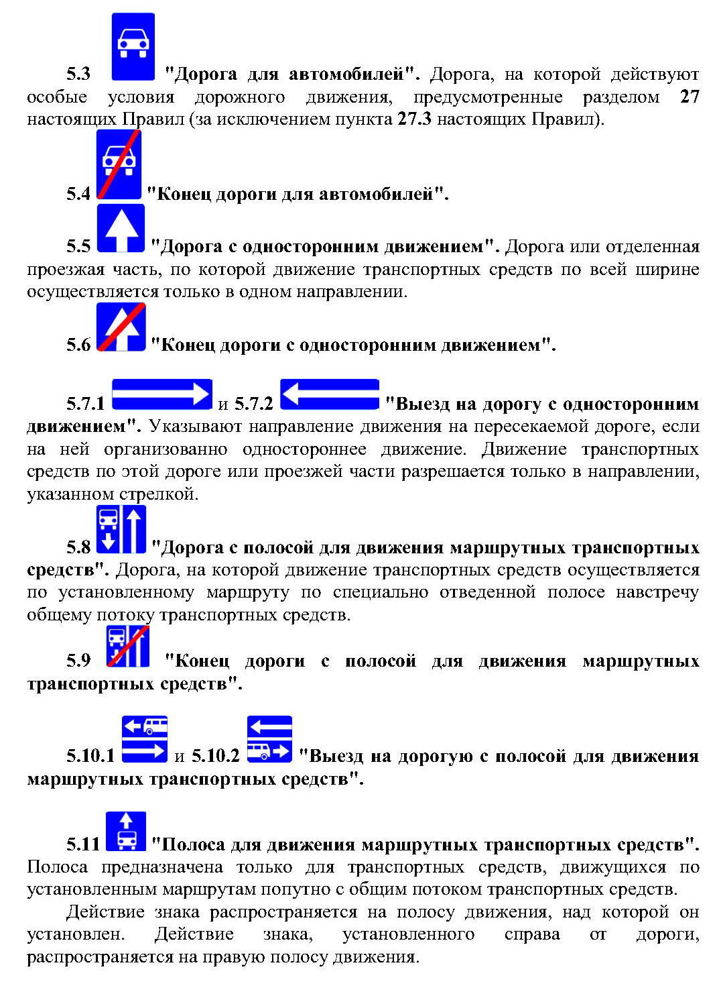 5.3 "Дорога для автомобилей". Дорога, на которой действуют
особые условия дорожного движения, предусмотренные разделом 27
настоящих Правил (за исключением пункта 27.3 настоящих Правил).
5.4 "Конец дороги для автомобилей".
5.5 "Дорога с односторонним движением". Дорога или отделенная
проезжая часть, по которой движение транспортных средств по всей ширине
осуществляется только в одном направлении.
5.6 "Конец дороги с односторонним движением".
5.7.1 и 5.7.2 "Выезд на дорогу с односторонним
движением". Указывают направление движения на пересекаемой дороге, если
на ней организованно одностороннее движение. Движение транспортных
средств по этой дороге или проезжей части разрешается только в направлении,
указанном стрелкой.
5.8 "Дорога с полосой для движения маршрутных транспортных
средств". Дорога, на которой движение транспортных средств осуществляется
по установленному маршруту по специально отведенной полосе навстречу
общему потоку транспортных средств.
5.9 "Конец дороги с полосой для движения маршрутных
транспортных средств".
5.10.1 и 5.10.2 "Выезд на дорогую с полосой для движения
маршрутных транспортных средств".
5.11 "Полоса для движения маршрутных транспортных средств".
Полоса предназначена только для транспортных средств, движущихся по
установленным маршрутам попутно с общим потоком транспортных средств.
Действие знака распространяется на полосу движения, над которой он
установлен. Действие знака, установленного справа от дороги,
распространяется на правую полосу движения.